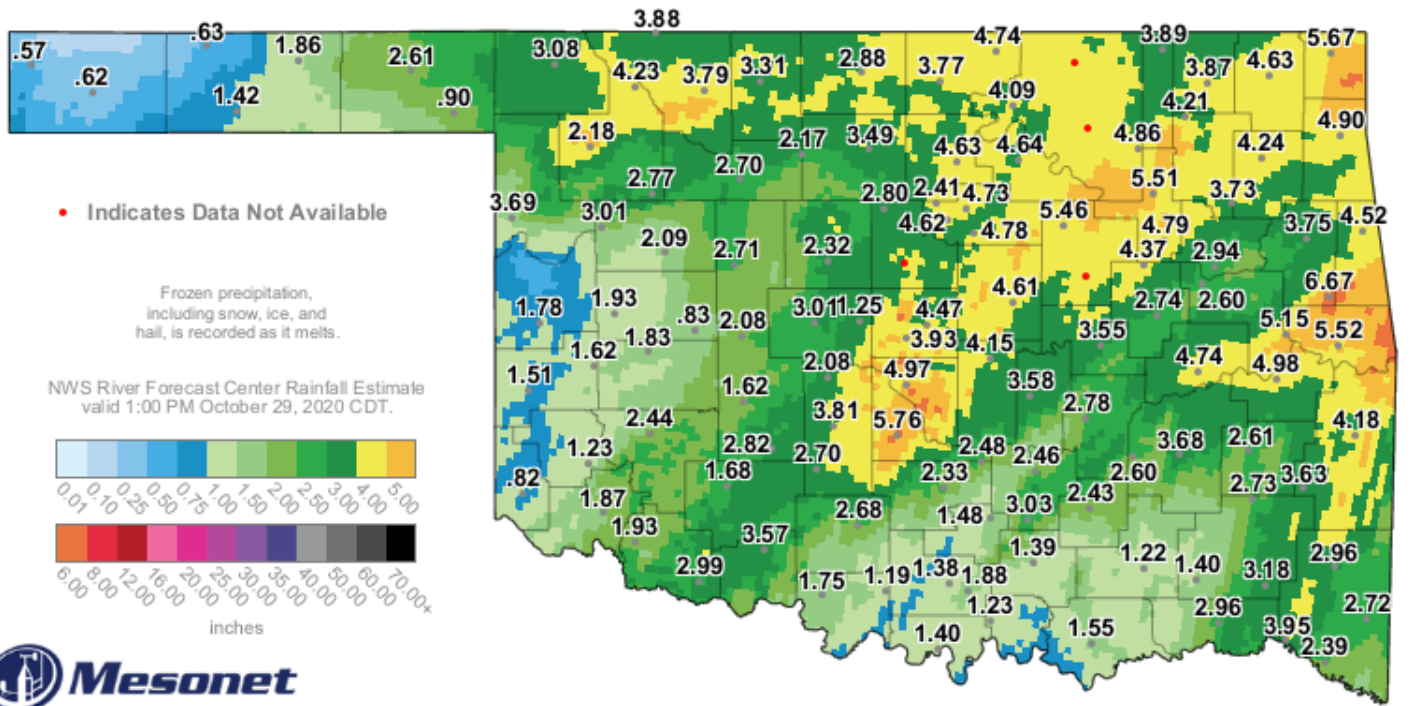 3.88
.57 .63 1.86 2.61 3.08 4.74 3.89 5.67
.62 1.42 .90 4.23 3.79 3.31 2.88 3.77 4.09 3.87 4.63
4.21 4.90
2.18 2.17 3.49 4.63 4.64 4.86 4.24
2.77 2.70 2.80 2.41 4.73 5.51 3.73
• Indicates Data Not Available
3.69 3.01 4.62 4.78 5.46 4.79 3.75 4.52
2.09 2.71 2.32 4.37 2.94
Frozen precipitation,
including snow, ice, and
hail, is recorded as it melts.
1.78 1.93 .83 2.08 3.01 1.25 4.47 4.61 2.74 2.60 6.67
1.62 1.83 3.93 4.15 3.55 5.15 5.52
1.51 2.08 4.97 3.58 4.74 4.98
NWS River Forecast Center Rainfall Estimate
valid 1:00 PM October 29, 2020 CDT.
1.62 2.78
2.44 3.81 5.76 4.18
1.23 2.82 2.70 2.48 2.46 3.68 2.61
.82 1.68 2.33 2.60 2.73 3.63
0.01 0.10 0.25 0.50 0.75 1.00 1.50 2.00 2.50 3.00 4.00 5.00
1.87 1.93 2.68 1.48 3.03 2.43
3.57 1.39 1.22 1.40 2.96
2.99 1.75 1.19 1.38 1.88 3.18
6.00 8.00 12.00 16.00 20.00 25.00 30.00 35.00 40.00 50.00 60.00 70.00+
inches
1.23 2.96 2.72
1.40 1.55 3.95 2.39
Mesonet